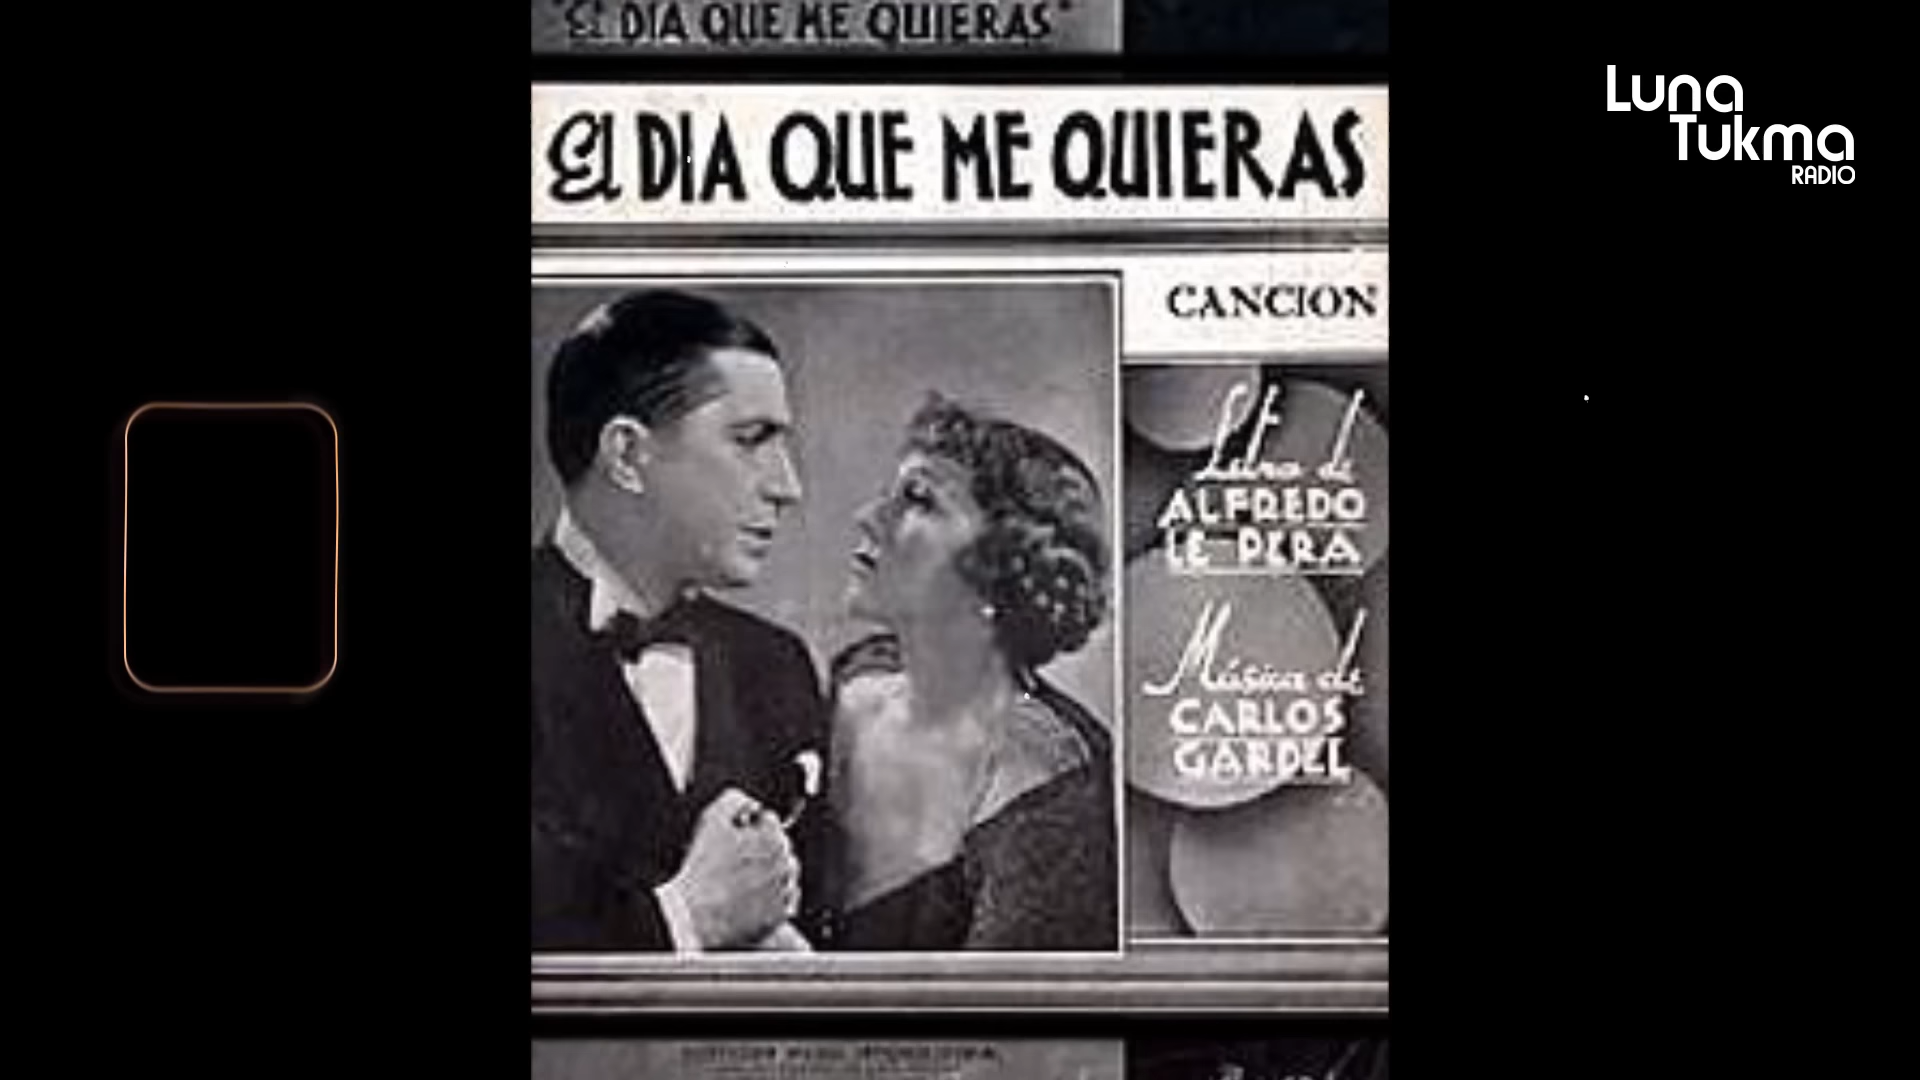 "El DIA QUE ME QUIERAS"
El DIA QUE ME QUIERAS
CANCION
Letra de
ALFREDO
LE PERA
Música de
CARLOS
GARDEL
Luna
Tukma
RADIO